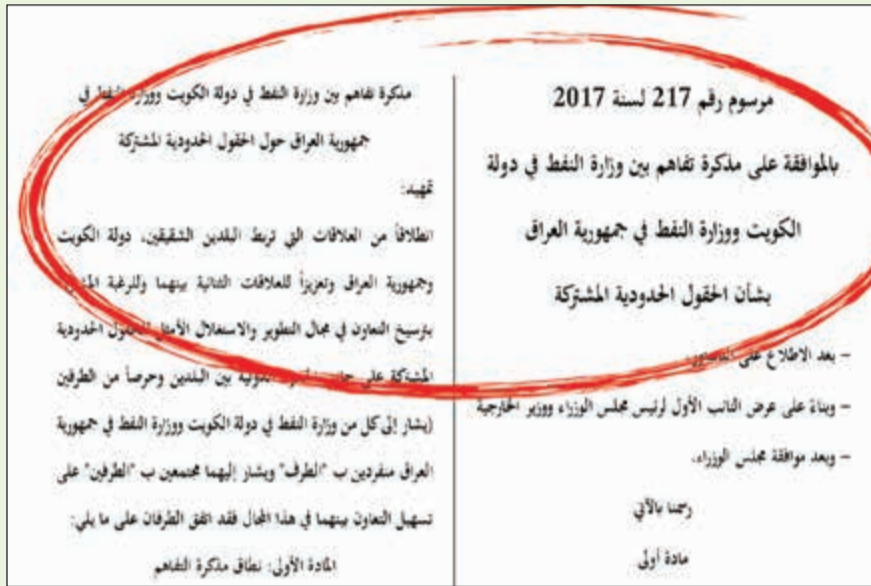 مرسوم رقم 217 لسنة 2017
بالموافقة على مذكرة تفاهم بين وزارة النفط في دولة
الكويت ووزارة النفط في جمهورية العراق
بشأن الحقول الحدودية المشتركة
– بعد الاطلاع على الدستور،
– وبناءً على عرض النائب الأول لرئيس مجلس الوزراء ووزير الخارجية
– وبعد موافقة مجلس الوزراء،
رسمنا بالآتي
مادة أولى
مذكرة تفاهم بين وزارة النفط في دولة الكويت ووزارة النفط في
جمهورية العراق حول الحقول الحدودية المشتركة
تمهيد:
انطلاقاً من العلاقات التي تربط البلدين الشقيقين، دولة الكويت
وجمهورية العراق وتعزيزاً للعلاقات الثنائية بينهما وللرغبة
بترسيخ التعاون في مجال التطوير والاستغلال الأمثل للحقول الحدودية
المشتركة على الدولية بين البلدين وحرصاً من الطرفين
(يشار إلى كل من وزارة النفط في دولة الكويت ووزارة النفط في جمهورية
العراق منفردين ب "الطرف" ويشار إليهما مجتمعين ب "الطرفين" على
تسهيل التعاون بينهما في هذا المجال فقد اتفق الطرفان على ما يلي:
المادة الأولى: نطاق مذكرة التفاهم